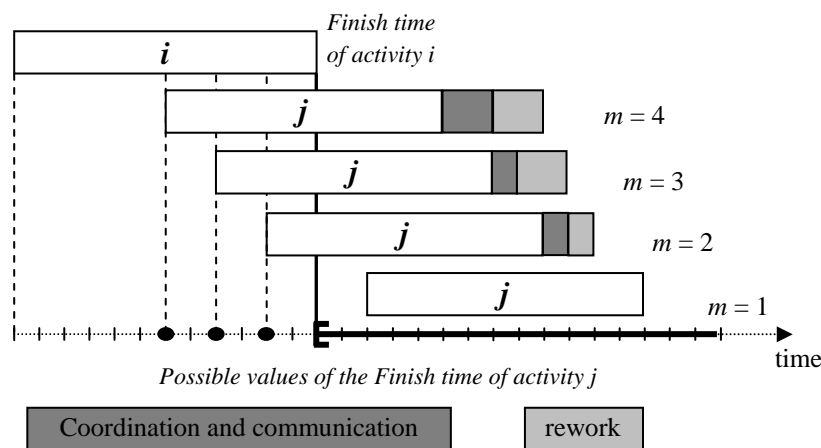 Finish time
of activity i
i
j
m = 4
j
m = 3
j
m = 2
j
m = 1
time
Possible values of the Finish time of activity j
Coordination and communication
rework